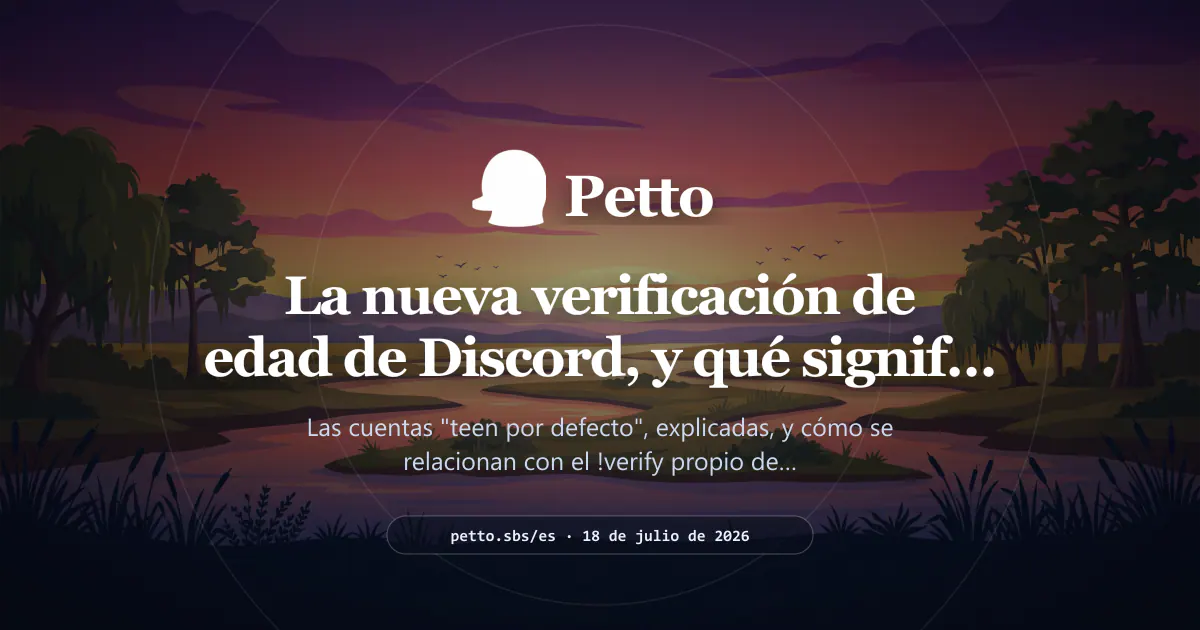 Petto
La nueva verificación de
edad de Discord, y qué signif...
Las cuentas "teen por defecto", explicadas, y cómo se
relacionan con el !verify propio de...
petto.sbs/es · 18 de julio de 2026